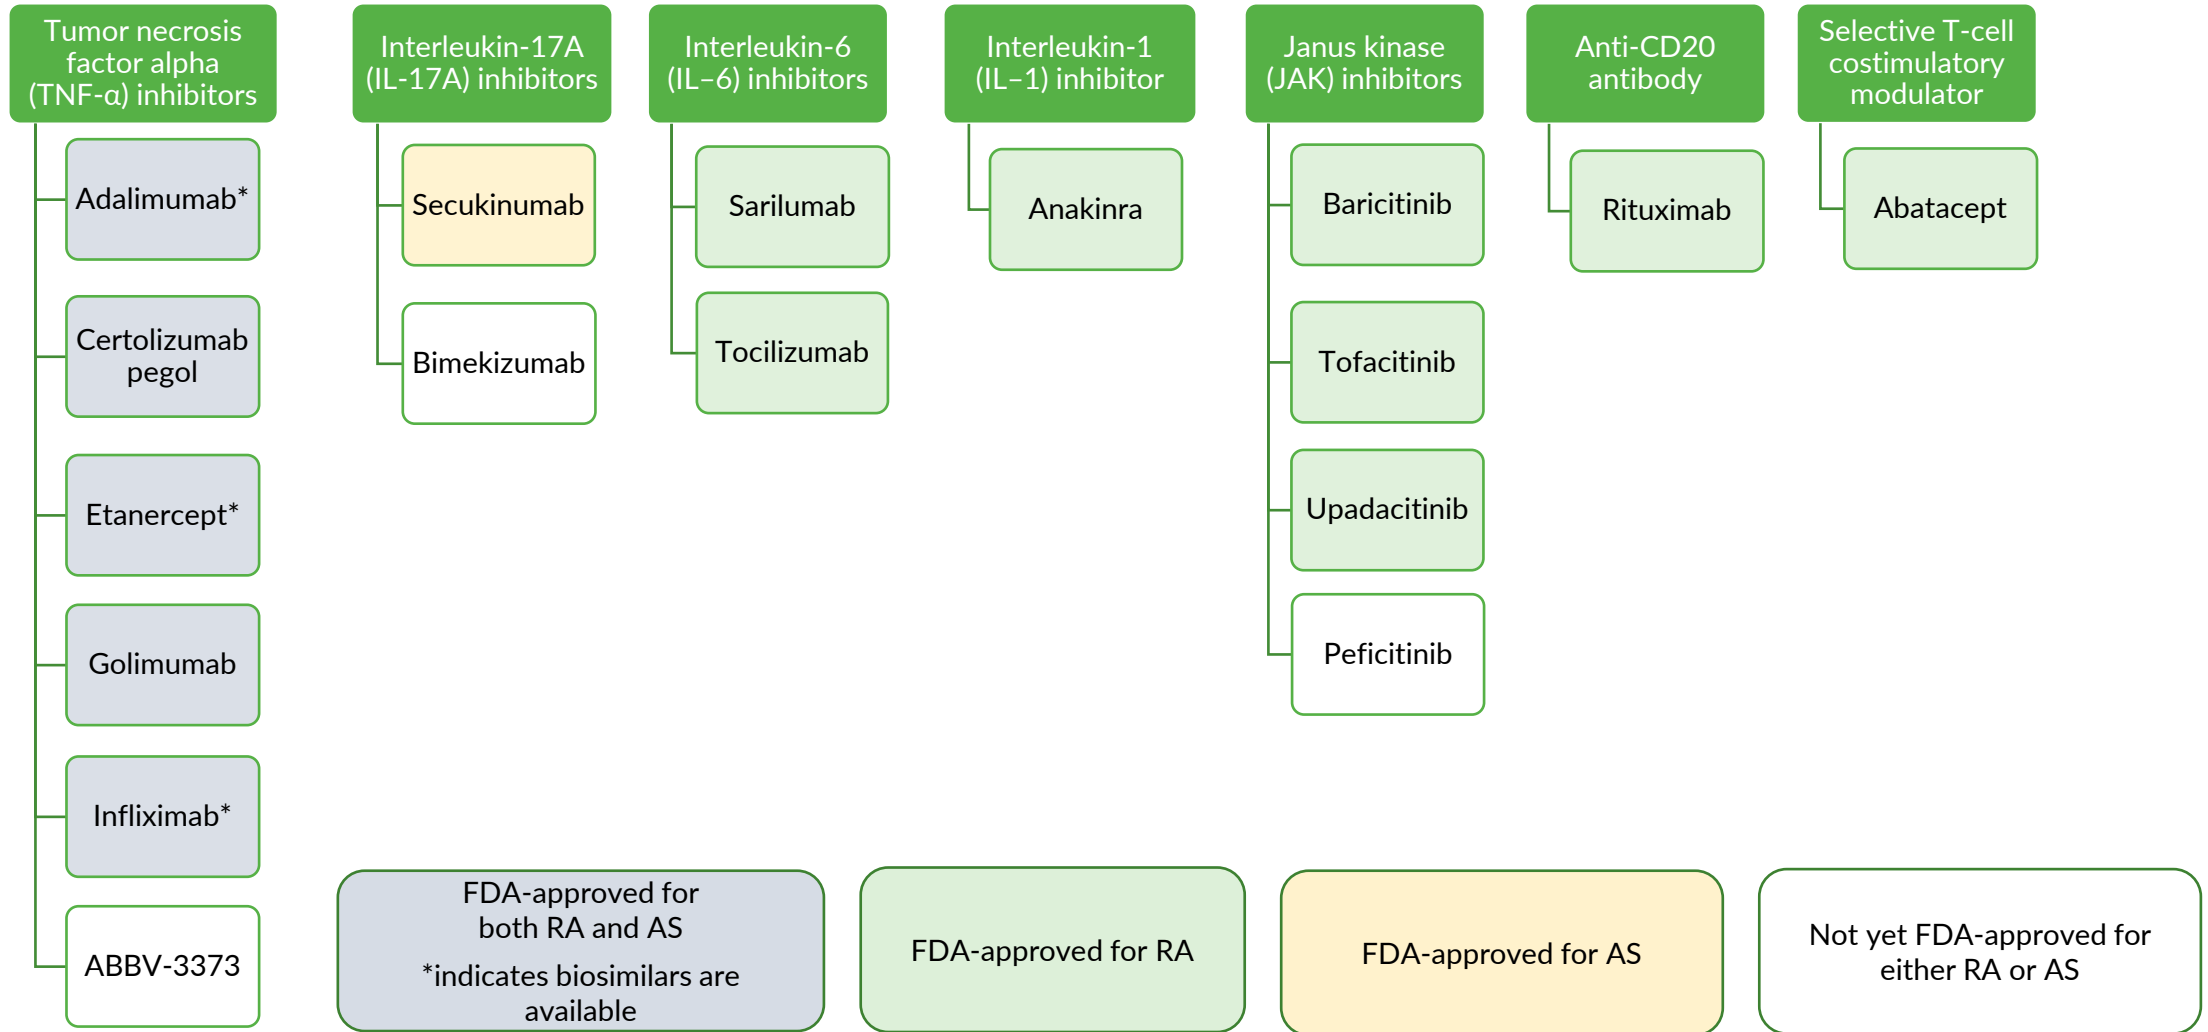 Tumor necrosis
factor alpha
(TNF-α) inhibitors
Adalimumab*
Certolizumab
pegol
Etanercept*
Golimumab
Infliximab*
ABBV-3373
Interleukin-17A
(IL-17A) inhibitors
Secukinumab
Bimekizumab
Interleukin-6
(IL–6) inhibitors
Sarilumab
Tocilizumab
Interleukin-1
(IL–1) inhibitor
Anakinra
Janus kinase
(JAK) inhibitors
Baricitinib
Tofacitinib
Upadacitinib
Peficitinib
Anti-CD20
antibody
Rituximab
Selective T-cell
costimulatory
modulator
Abatacept
FDA-approved for
both RA and AS
*indicates biosimilars are
available
FDA-approved for RA
FDA-approved for AS
Not yet FDA-approved for
either RA or AS